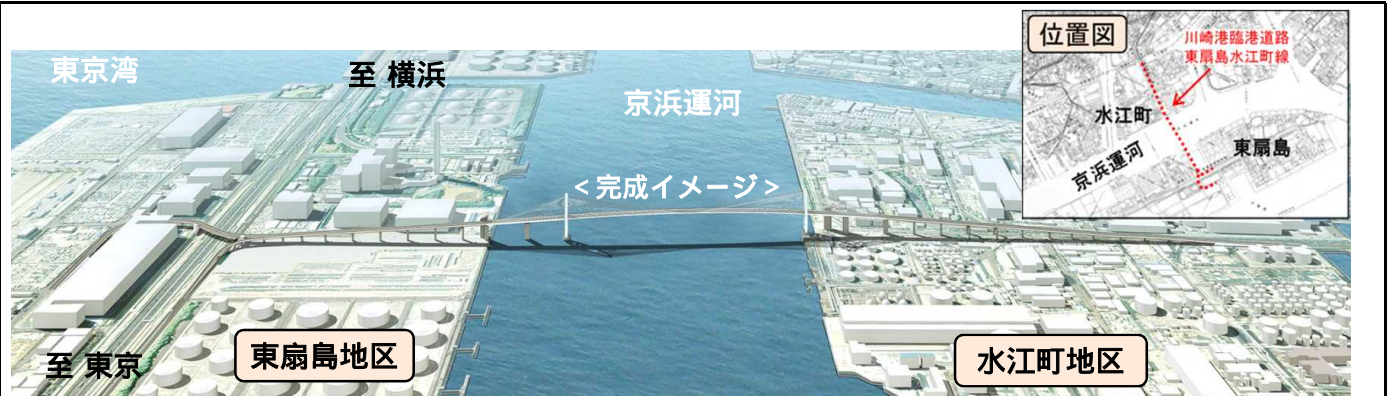 東京湾
至 横浜
京浜運河
<完成イメージ>
位置図
川崎港臨港道路
東扇島水江町線
水江町
京浜運河
東扇島
至 東京
東扇島地区
水江町地区